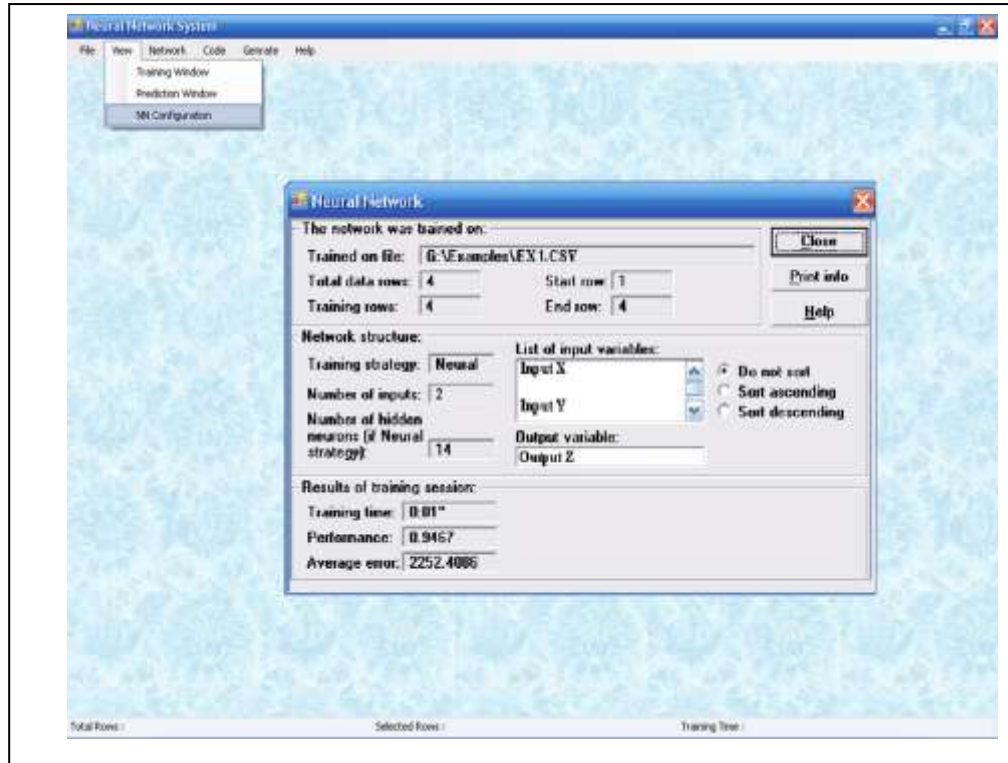 Neural Network System
File View Network Code Genrate Help
Training Window
Prediction Window
NN Configuration
Neural Network
The network was trained on:
Trained on file: G:\Examples\EX1.CSV
Total data rows: 4 Start row: 1
Training rows: 4 End row: 4
Close
Print info
Help
Network structure:
Training strategy: Neural
Number of inputs: 2
Number of hidden
neurons (if Neural
strategy): 14
List of input variables:
Input X
Input Y
Do not sort
Sort ascending
Sort descending
Output variable:
Output Z
Results of training session:
Training time: 0:01"
Performance: 0.9467
Average error: 2252.4086
Total Rows : Selected Rows : Training Time :